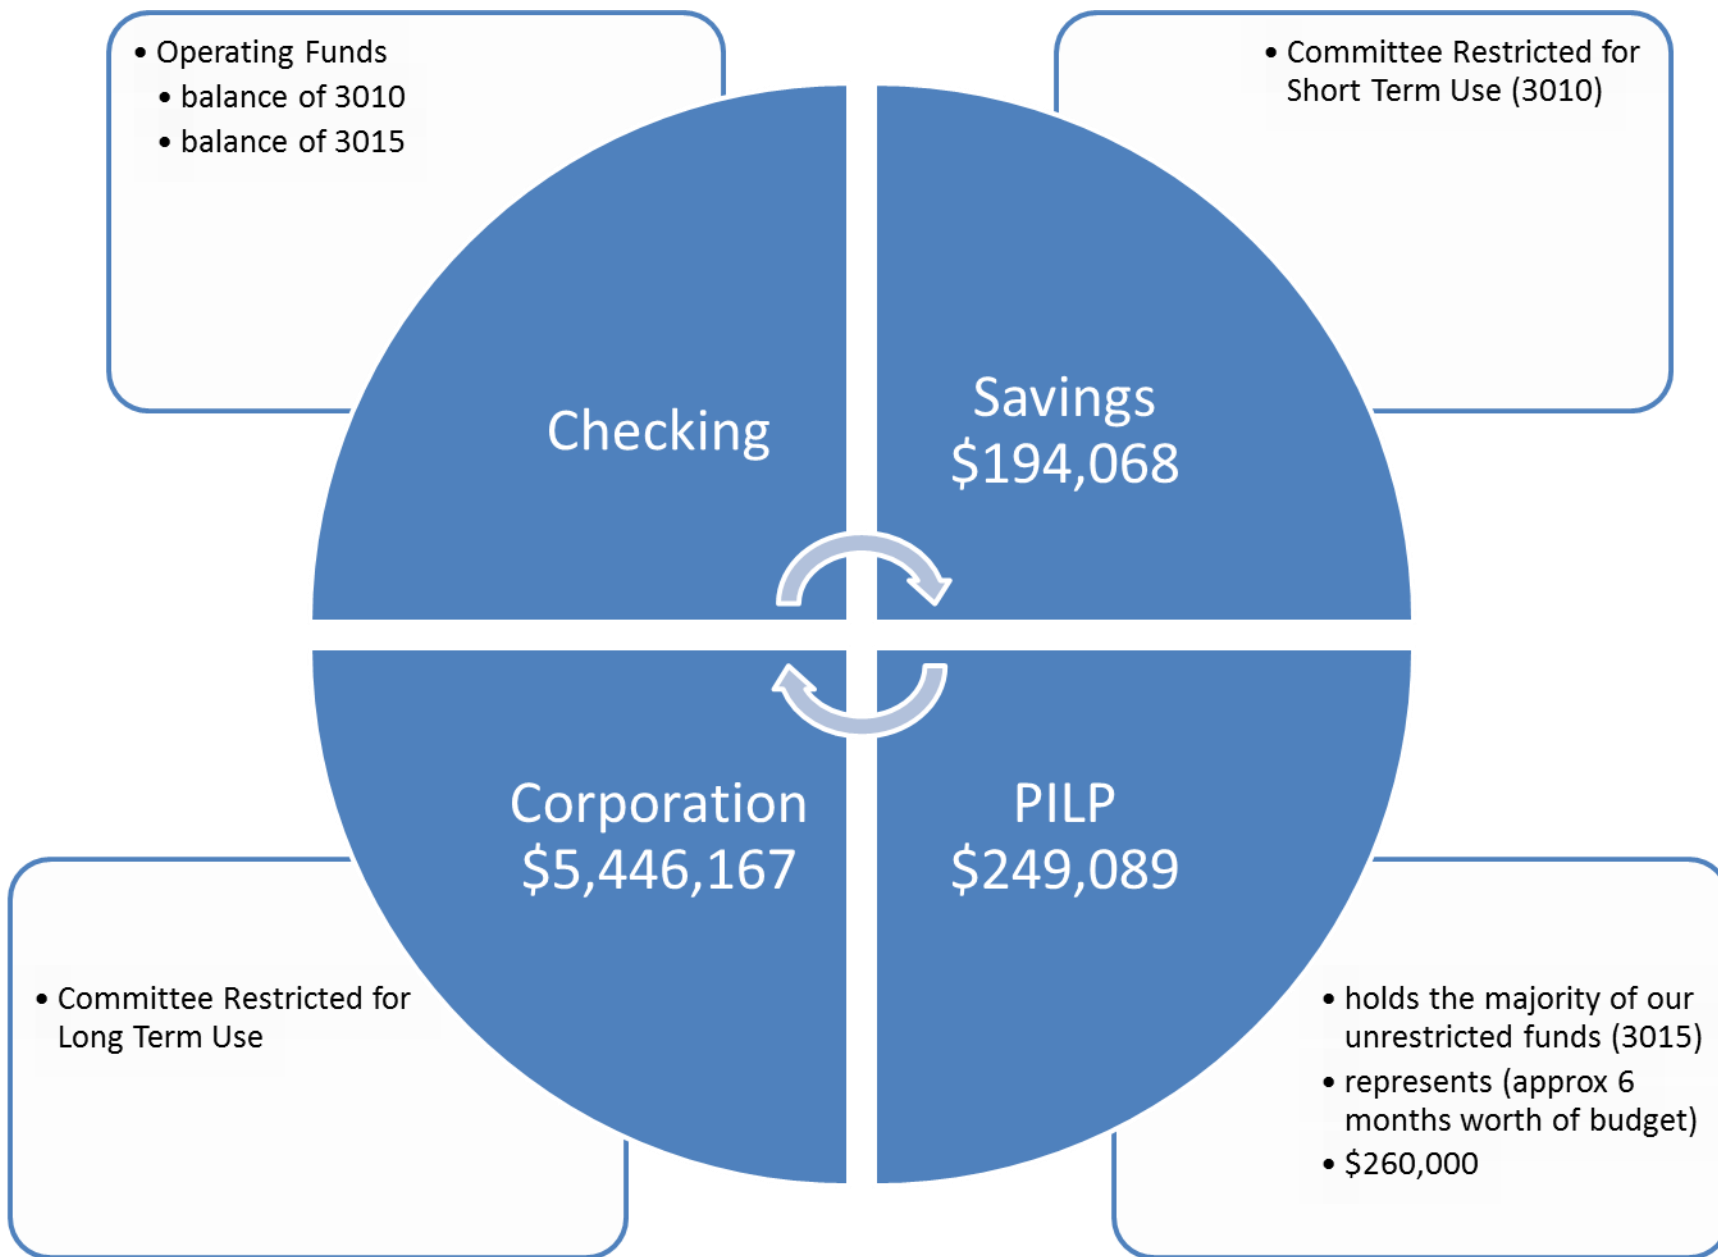 • Operating Funds
• balance of 3010
• balance of 3015
• Committee Restricted for
Short Term Use (3010)
Checking
Savings
$194,068
Corporation
$5,446,167
PILP
$249,089
• Committee Restricted for
Long Term Use
• holds the majority of our
unrestricted funds (3015)
• represents (approx 6
months worth of budget)
• $260,000